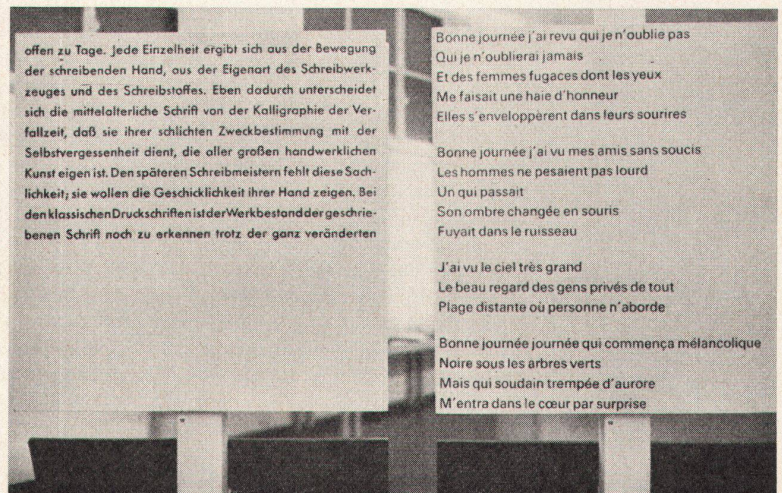 offen zu Tage. Jede Einzelheit ergibt sich aus der Bewegung
der schreibenden Hand, aus der Eigenart des Schreibwerk-
zeuges und des Schreibstoffes. Eben dadurch unterscheidet
sich die mittelalterliche Schrift von der Kalligraphie der Ver-
fallzeit, daß sie ihrer schlichten Zweckbestimmung mit der
Selbstvergessenheit dient, die aller großen handwerklichen
Kunst eigen ist. Den späteren Schreibmeistern fehlt diese Sach-
lichkeit; sie wollen die Geschicklichkeit ihrer Hand zeigen. Bei
den klassischen Druckschriften ist der Werkbestand der geschrie-
benen Schrift noch zu erkennen trotz der ganz veränderten
Bonne journée j'ai revu qui je n'oublie pas
Qui je n'oublierai jamais
Et des femmes fugaces dont les yeux
Me faisait une haie d'honneur
Elles s'enveloppèrent dans leurs sourires
Bonne journée j'ai vu mes amis sans soucis
Les hommes ne pesaient pas lourd
Un qui passait
Son ombre changée en souris
Fuyait dans le ruisseau
J'ai vu le ciel très grand
Le beau regard des gens privés de tout
Plage distante où personne n'aborde
Bonne journée journée qui commença mélancolique
Noire sous les arbres verts
Mais qui soudain trempée d'aurore
M'entra dans le cœur par surprise